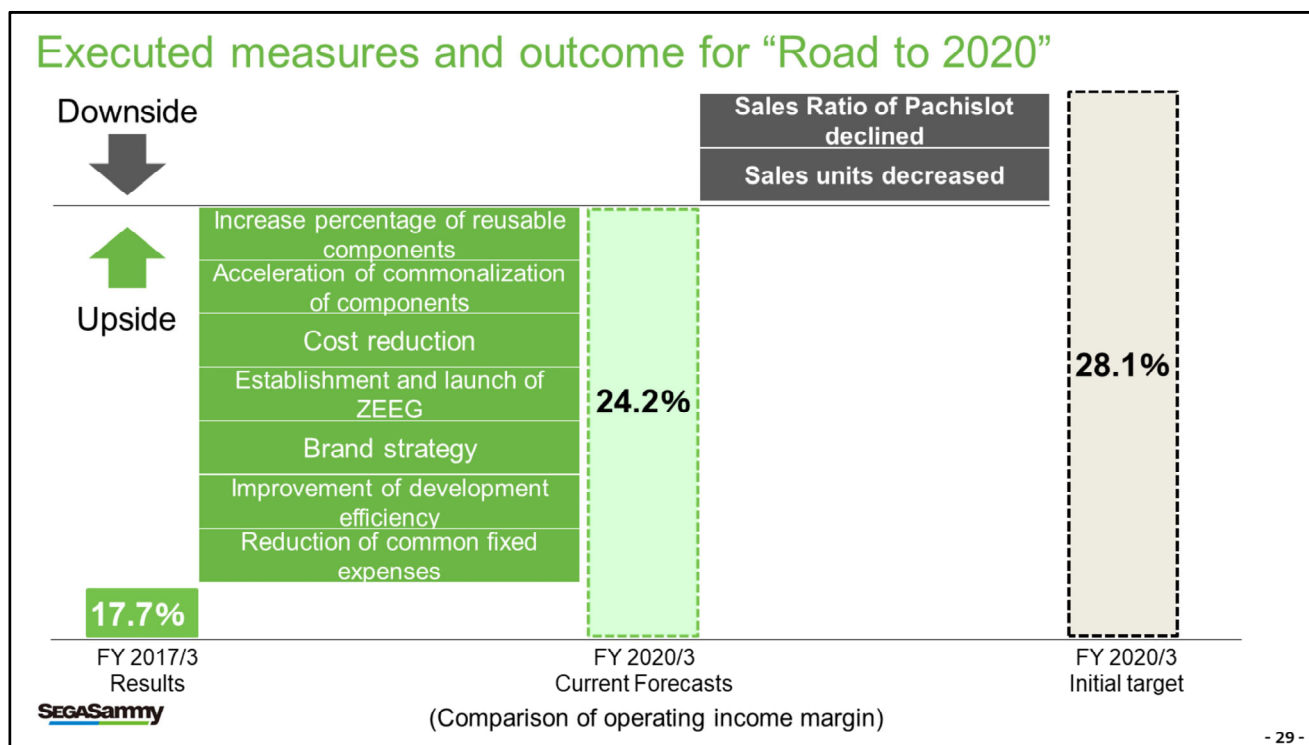 Executed measures and outcome for “Road to 2020”
Downside
Upside
Increase percentage of reusable
components
Acceleration of commonalization
of components
Cost reduction
Establishment and launch of
ZEEG
Brand strategy
Improvement of development
efficiency
Reduction of common fixed
expenses
17.7%
24.2%
Sales Ratio of Pachislot
declined
Sales units decreased
28.1%
FY 2017/3
Results
FY 2020/3
Current Forecasts
FY 2020/3
Initial target
(Comparison of operating income margin)
SEGASammy
- 29 -